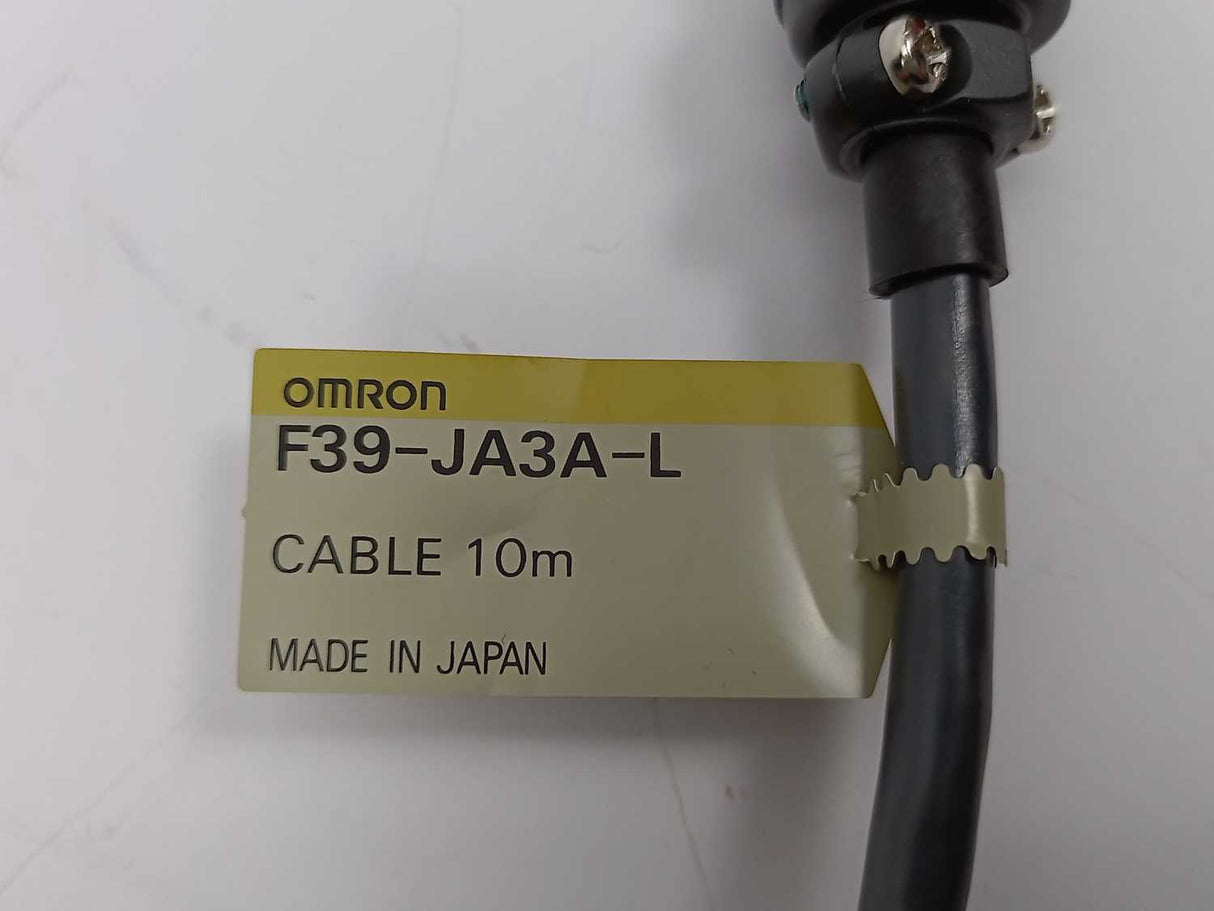 omRon
F39-JA3A-L
CABLE 10m
MADE IN JAPAN